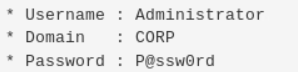 * Username : Administrator
* Domain   : CORP
* Password : P@ssw0rd